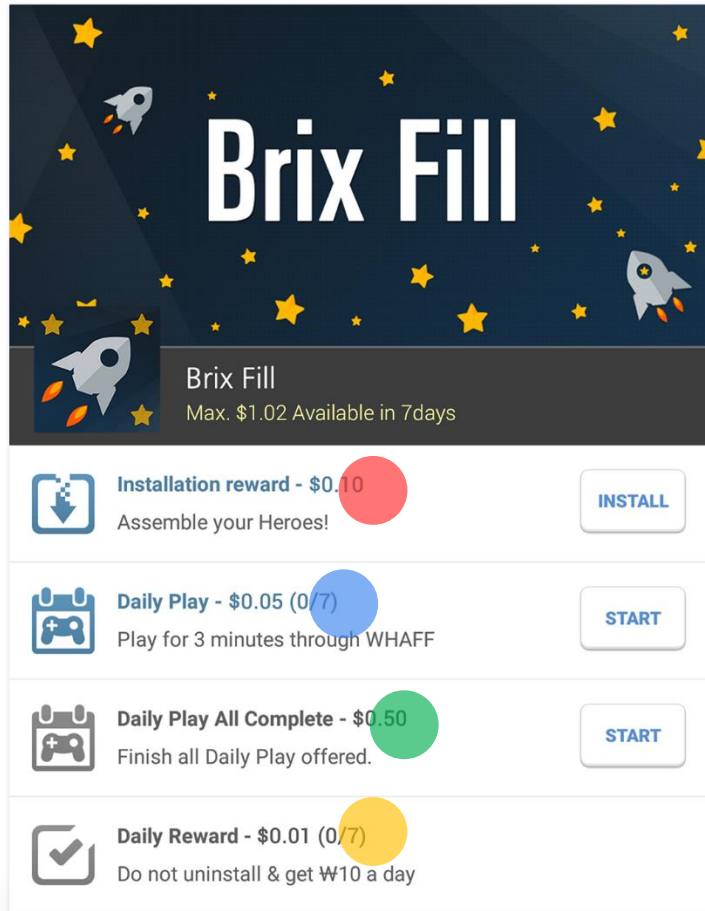 Brix Fill
Brix Fill
Max. $1.02 Available in 7days
Installation reward - $0.10
Assemble your Heroes!
INSTALL
Daily Play - $0.05 (0/7)
Play for 3 minutes through WHAFF
START
Daily Play All Complete - $0.50
Finish all Daily Play offered.
START
Daily Reward - $0.01 (0/7)
Do not uninstall & get ₩10 a day